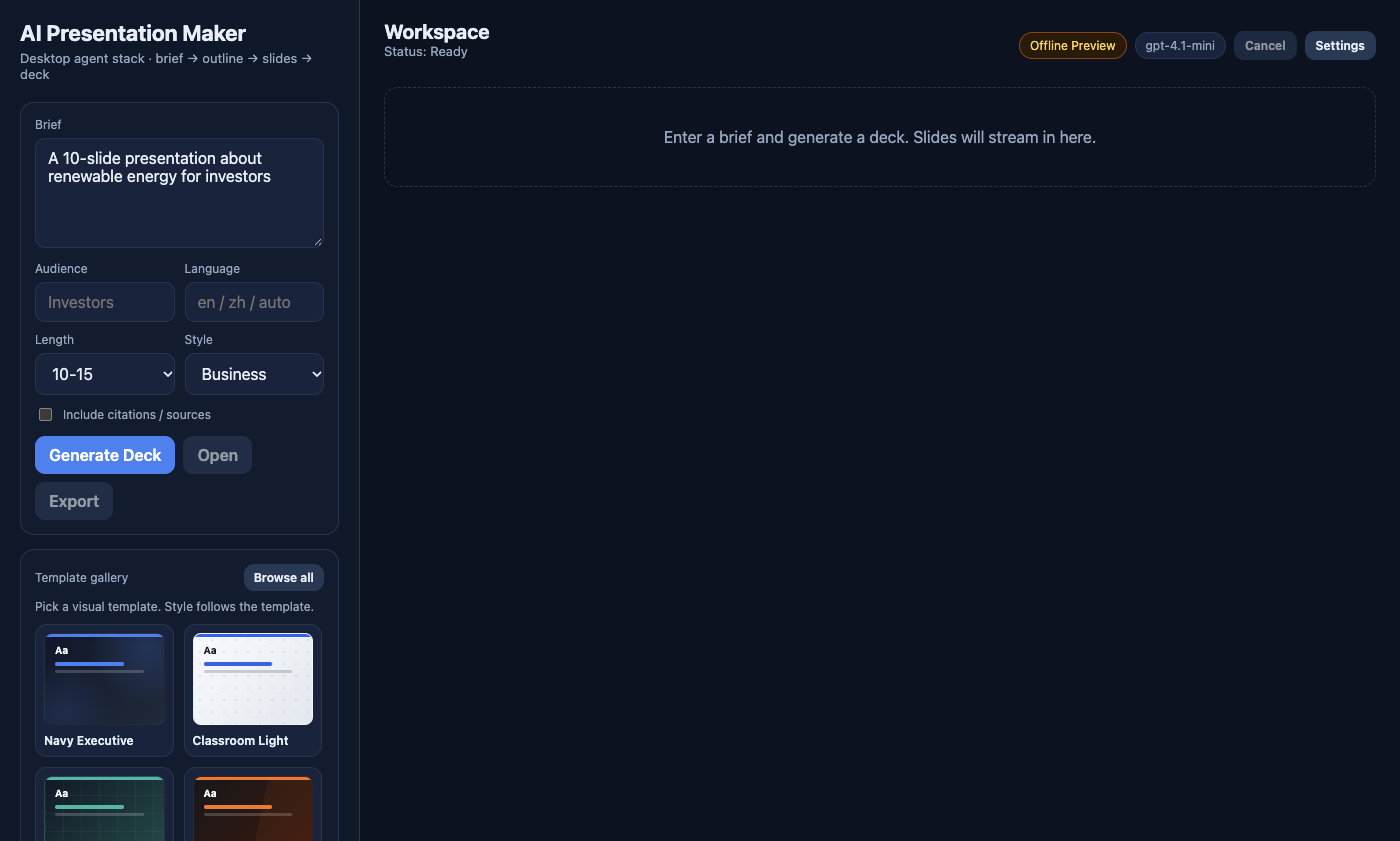 AI Presentation Maker
Desktop agent stack · brief → outline → slides →
deck
Brief
A 10-slide presentation about
renewable energy for investors
Audience
Language
Investors
en / zh / auto
Length
Style
10-15
Business
Include citations / sources
Generate Deck
Open
Export
Template gallery
Browse all
Pick a visual template. Style follows the template.
Aa
Navy Executive
Aa
Classroom Light
Aa
Aa
Workspace
Status: Ready
Offline Preview
gpt-4.1-mini
Cancel
Settings
Enter a brief and generate a deck. Slides will stream in here.